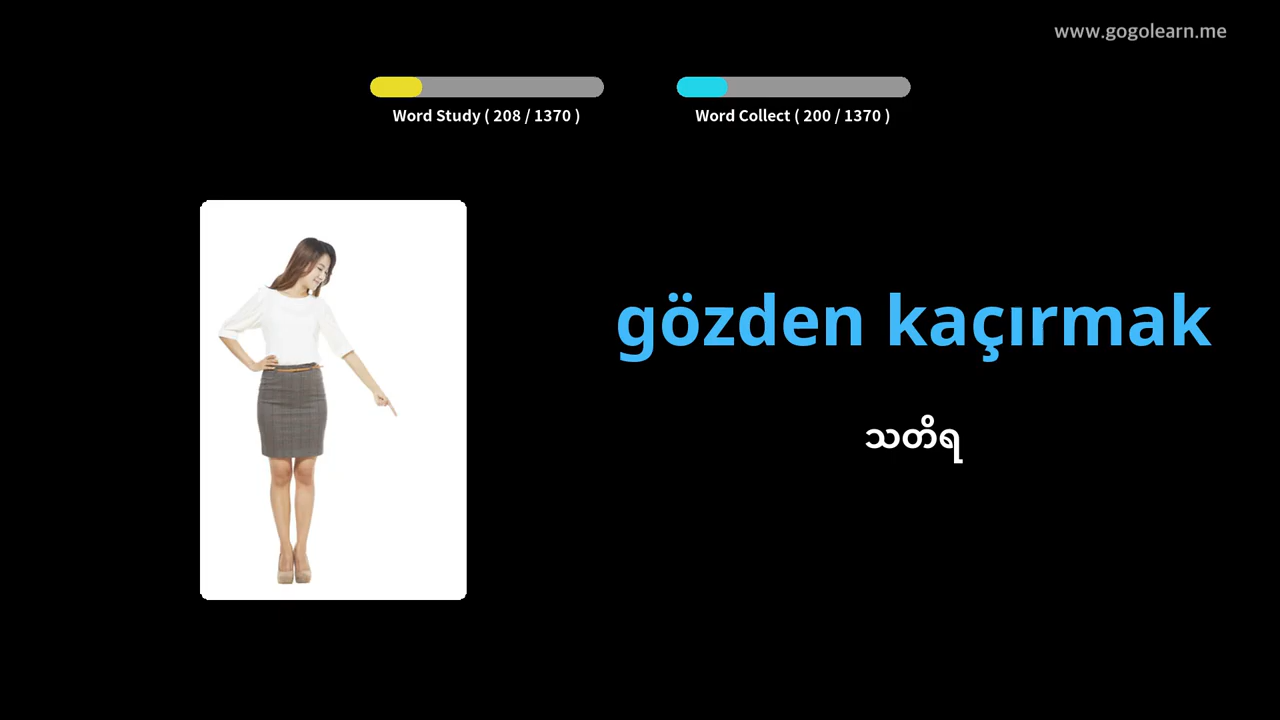 www.gogolearn.me
Word Study ( 208 / 1370 )
Word Collect ( 200 / 1370 )
gözden kaçırmak
သတိရ